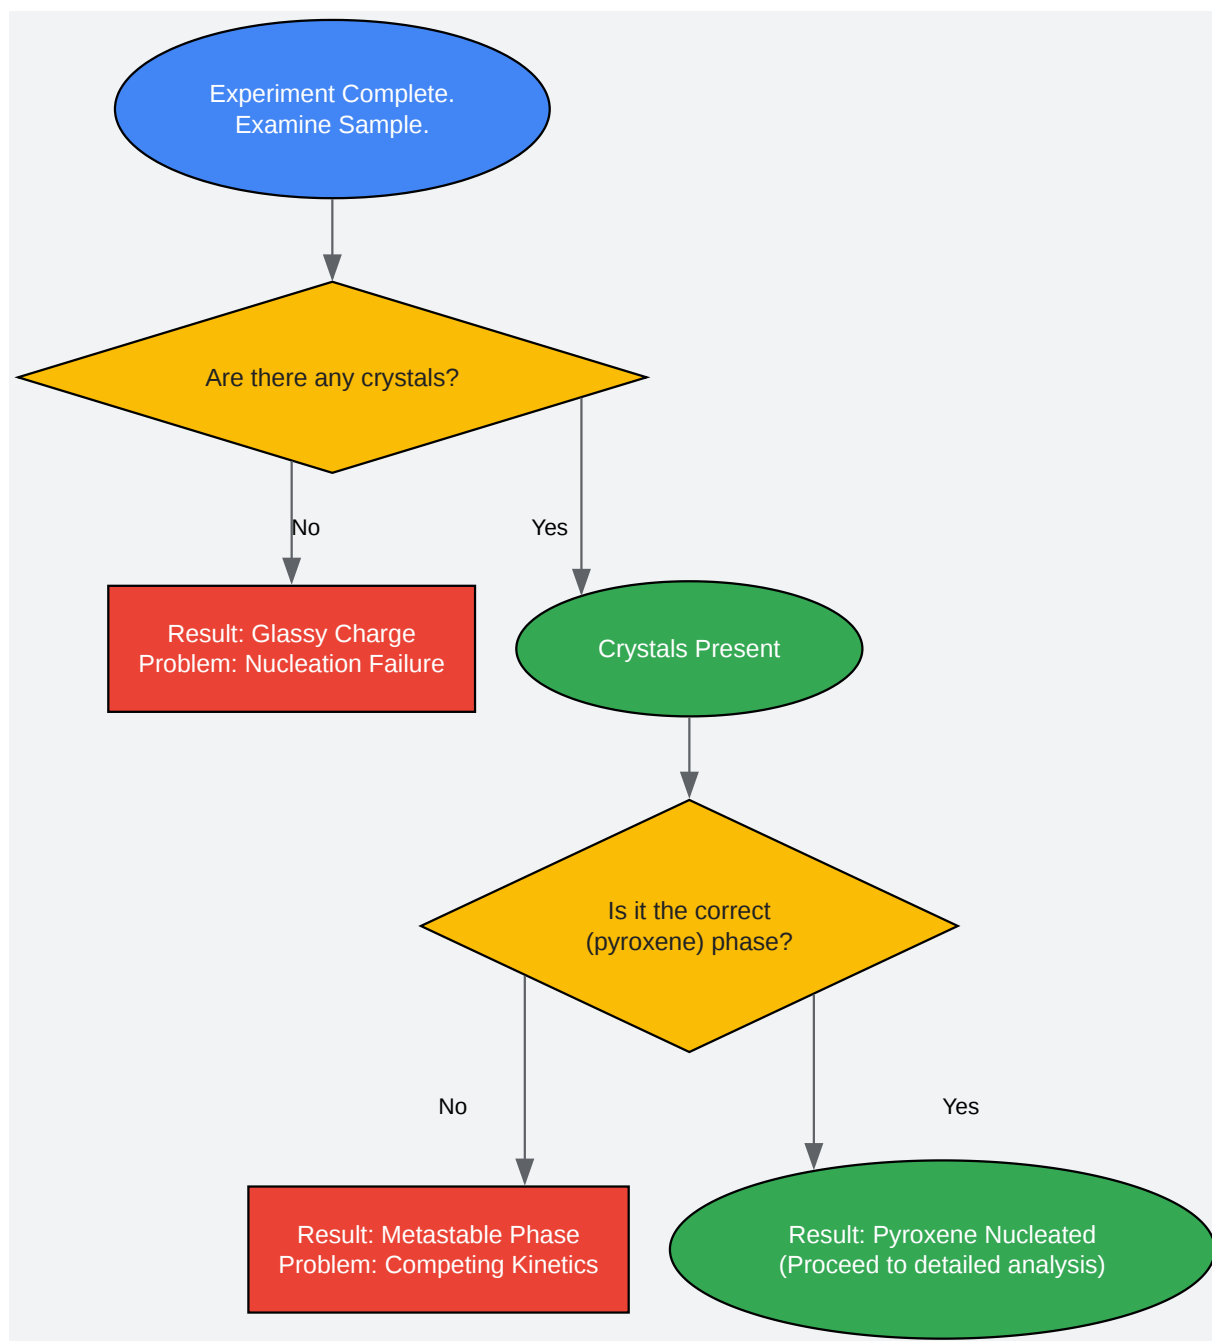 Experiment Complete.
Examine Sample.
Are there any crystals?
No
Yes
Result: Glassy Charge
Problem: Nucleation Failure
Crystals Present
Is it the correct
(pyroxene) phase?
No
Yes
Result: Metastable Phase
Problem: Competing Kinetics
Result: Pyroxene Nucleated
(Proceed to detailed analysis)